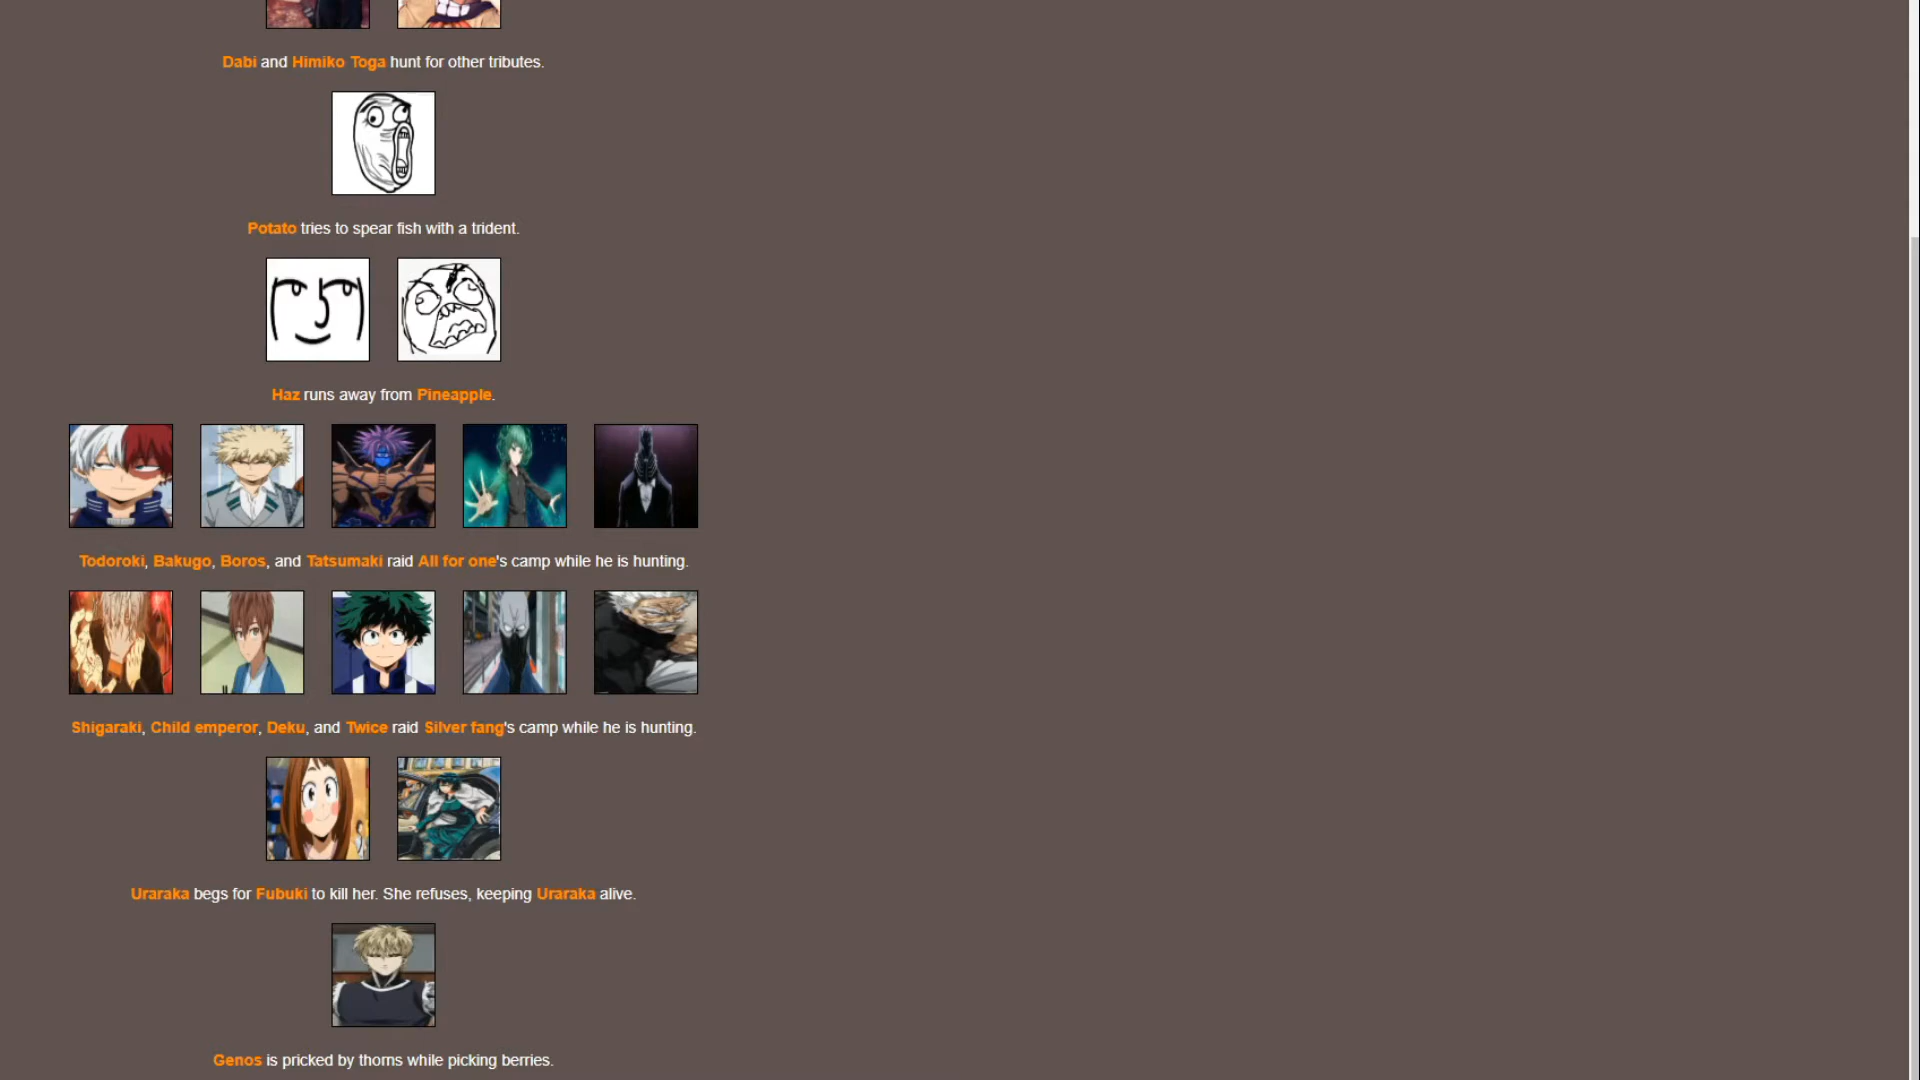 Dabi and Himiko Toga hunt for other tributes.
Potato tries to spear fish with a trident.
Haz runs away from Pineapple.
Todoroki, Bakugo, Boros, and Tatsumaki raid All for one's camp while he is hunting.
Shigaraki, Child emperor, Deku, and Twice raid Silver fang's camp while he is hunting.
Uraraka begs for Fubuki to kill her. She refuses, keeping Uraraka alive.
Genos is pricked by thorns while picking berries.